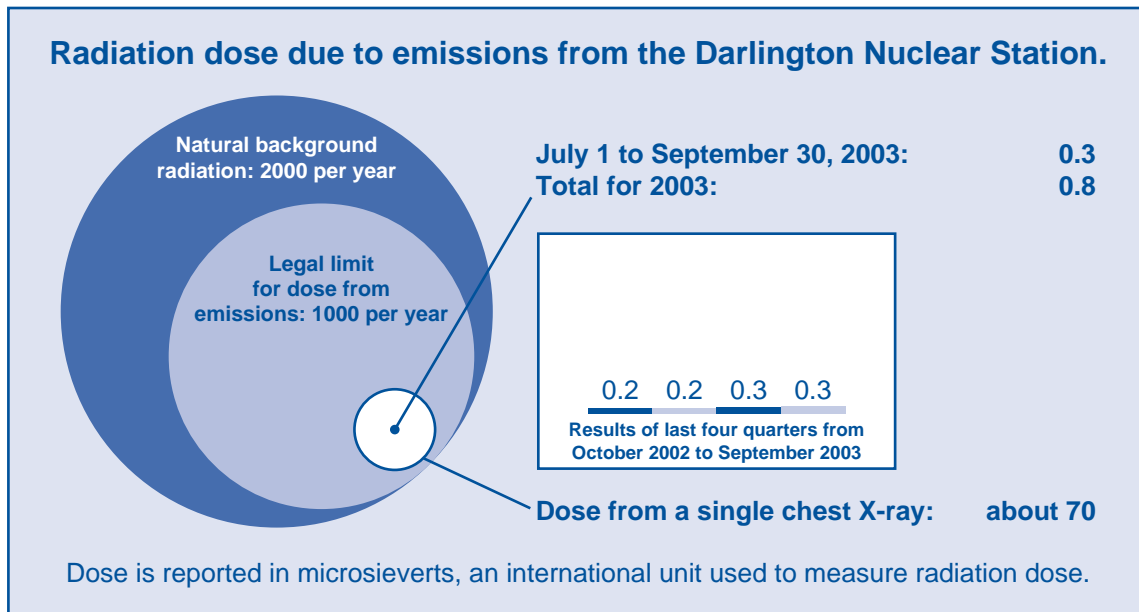 Radiation dose due to emissions from the Darlington Nuclear Station.
Natural background
radiation: 2000 per year
Legal limit
for dose from
emissions: 1000 per year
July 1 to September 30, 2003: 0.3
Total for 2003: 0.8
0.2 0.2 0.3 0.3
Results of last four quarters from
October 2002 to September 2003
Dose from a single chest X-ray: about 70
Dose is reported in microsieverts, an international unit used to measure radiation dose.